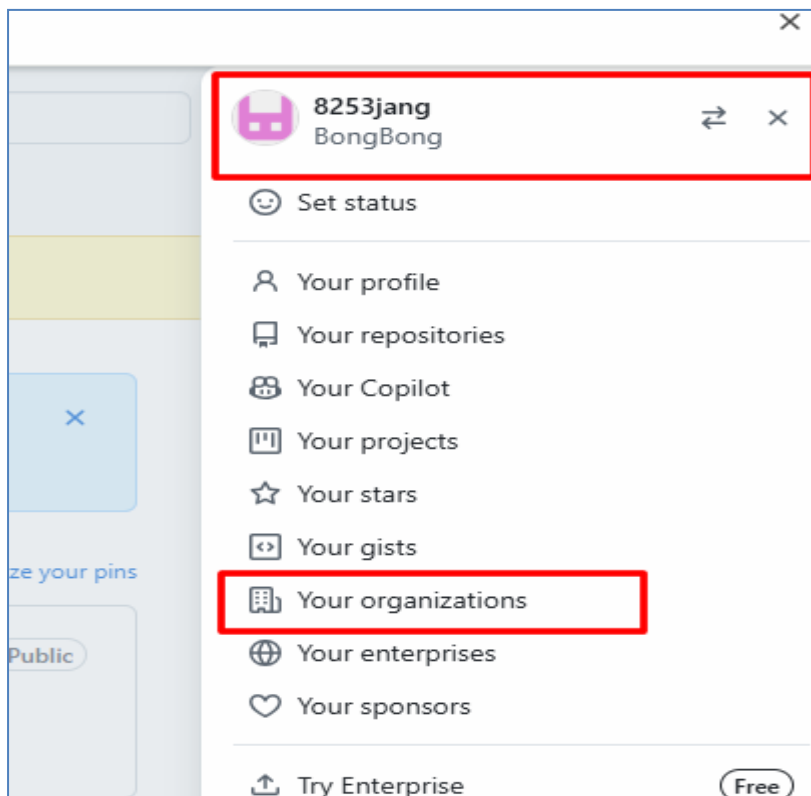 8253jang
BongBong
Set status
Your profile
Your repositories
Your Copilot
Your projects
Your stars
Your gists
ze your pins
Your organizations
Public
Your enterprises
Your sponsors
Try Enterprise
Free